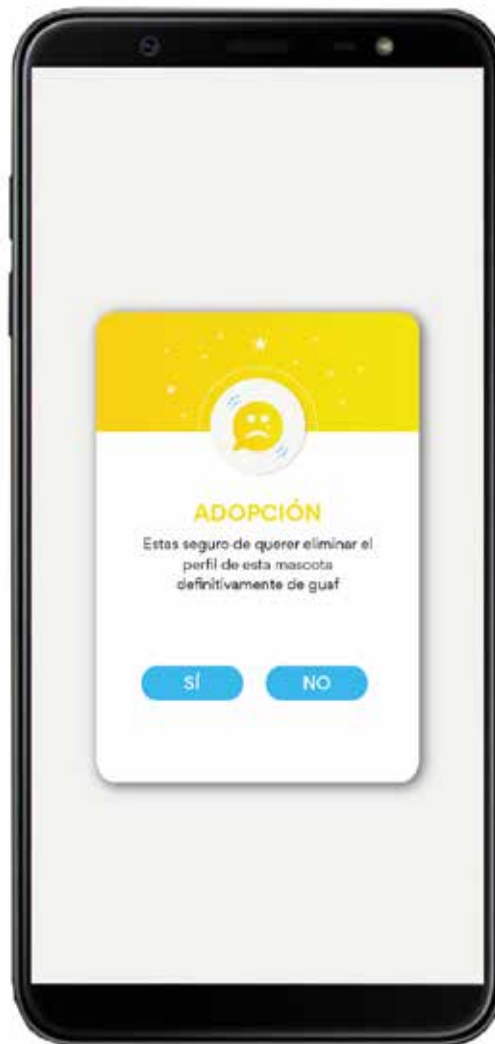 ADOPCIÓN
Estas seguro de querer eliminar el
perfil de esta mascota
definitivamente de guaf
SÍ NO